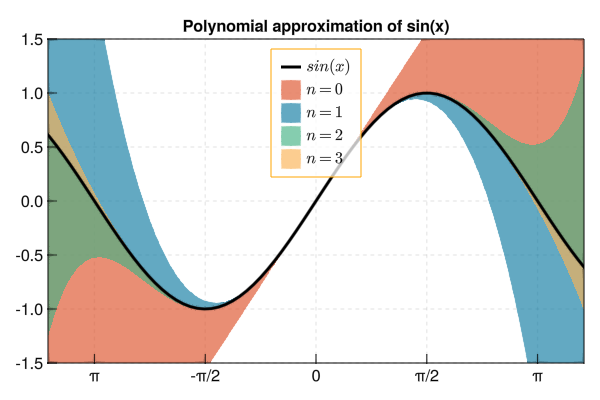 Polynomial approximation of sin(x)
1.5
1.0
0.5
0.0
-0.5
-1.0
-1.5
sin(x)
n = 0
n = 1
n = 2
n = 3
π
-π/2
0
π/2
π